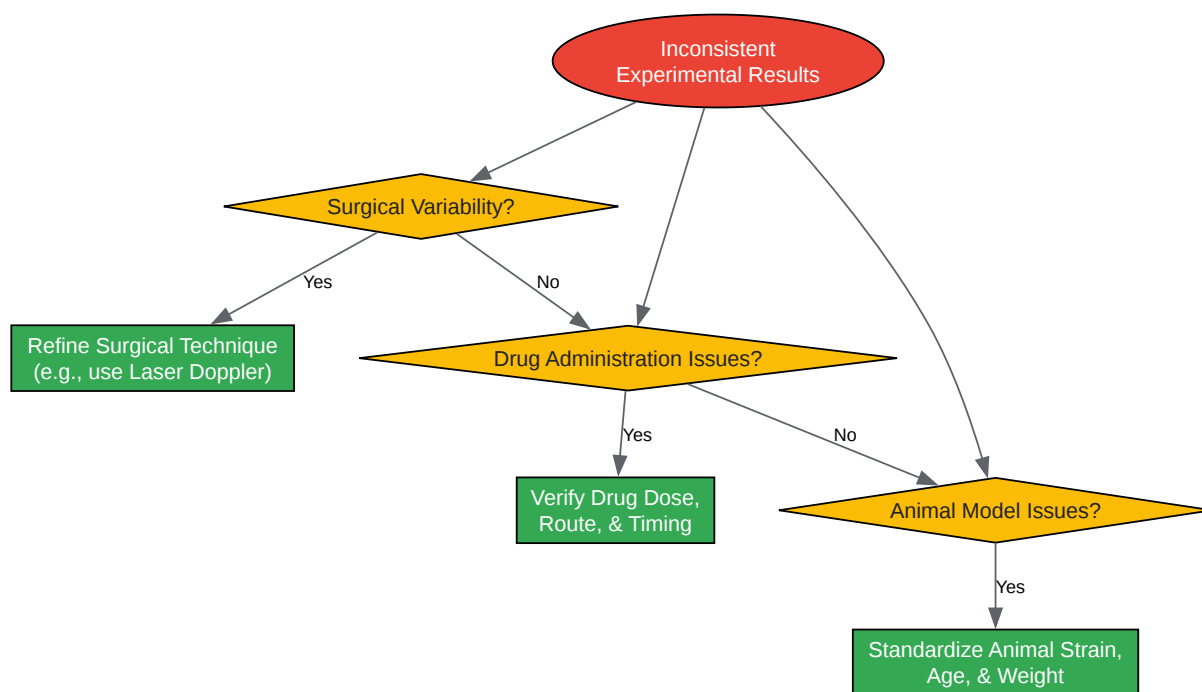 Inconsistent
Experimental Results
Surgical Variability?
Yes
No
Refine Surgical Technique
(e.g., use Laser Doppler)
Drug Administration Issues?
Yes
No
Verify Drug Dose,
Route, & Timing
Animal Model Issues?
Yes
Standardize Animal Strain,
Age, & Weight